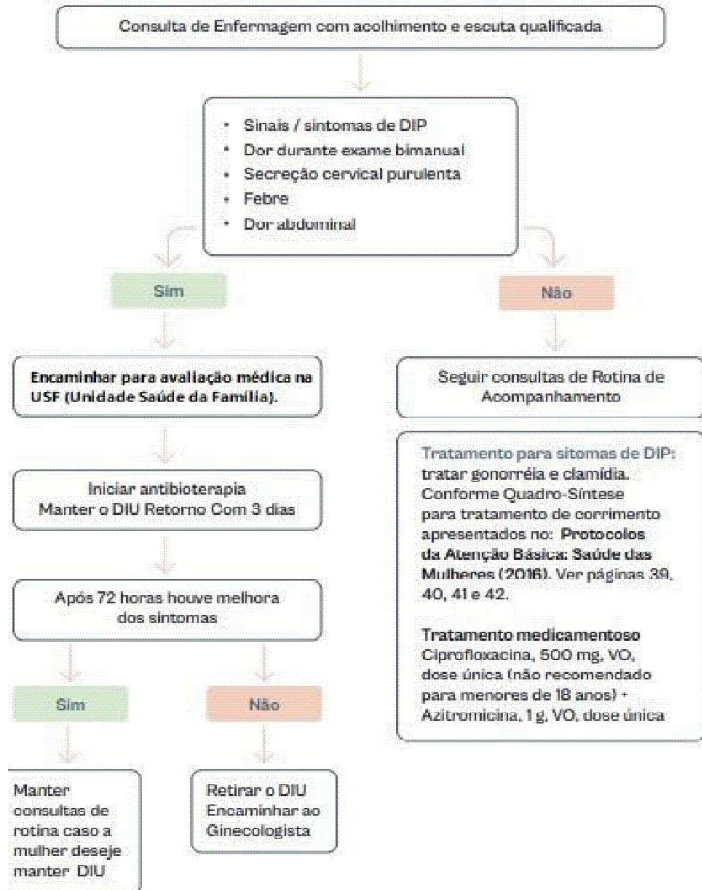 Consulta de Enfermagem com acolhimento e escuta qualificada
• Sinais / sintomas de DIP
• Dor durante exame bimanual
• Secreção cervical purulenta
• Febre
• Dor abdominal
Sim
Não
Encaminhar para avaliação médica na
USF (Unidade Saúde da Família).
Seguir consultas de Rotina de
Acompanhamento
Iniciar antibioterapia
Manter o DIU Retorno Com 3 dias
Após 72 horas houve melhora
dos sintomas
Sim
Não
Manter
consultas de
rotina caso a
mulher deseje
manter DIU
Retirar o DIU
Encaminhar ao
Ginecologista
Tratamento para sitomas de DIP:
tratar gonorréia e clamídia.
Conforme Quadro-Síntese
para tratamento de corrimento
apresentados no: Protocolos
da Atenção Básica: Saúde das
Mulheres (2016). Ver páginas 39,
40, 41 e 42.
Tratamento medicamentoso
Ciprofloxacina, 500 mg, VO,
dose única (não recomendado
para menores de 18 anos) +
Azitromicina, 1 g, VO, dose única